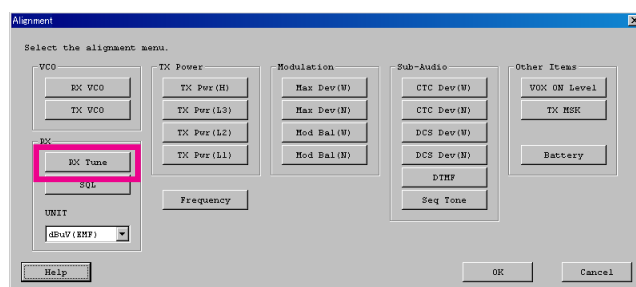 Alignment
Select the alignment menu.
VCO
RX VCO
TX VCO
RX
RX Tune
SQL
UNIT
dBuV(EMF)
TX Power
TX Pwr(H)
TX Pwr(L3)
TX Pwr(L2)
TX Pwr(L1)
Frequency
Modulation
Max Dev(W)
Max Dev(N)
Mod Bal(W)
Mod Bal(N)
Sub-Audio
CTC Dev(W)
CTC Dev(N)
DCS Dev(W)
DCS Dev(N)
DTMF
Seq Tone
Other Items
VOX ON Level
TX MSK
Battery
Help
OK
Cancel